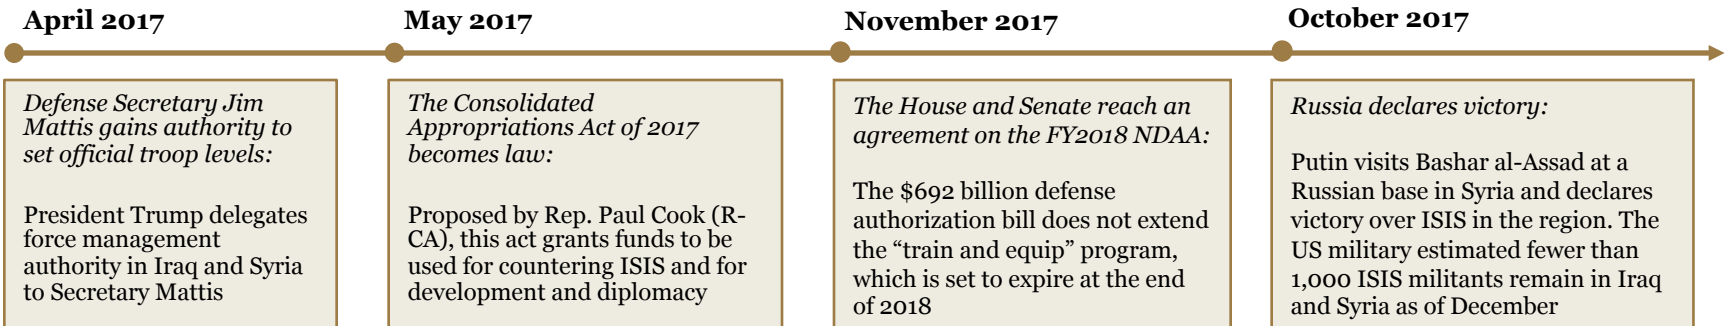 April 2017
May 2017
November 2017
October 2017
Defense Secretary Jim
Mattis gains authority to
set official troop levels:
President Trump delegates
force management
authority in Iraq and Syria
to Secretary Mattis
The Consolidated
Appropriations Act of 2017
becomes law:
Proposed by Rep. Paul Cook (R-
CA), this act grants funds to be
used for countering ISIS and for
development and diplomacy
The House and Senate reach an
agreement on the FY2018 NDAA:
The $692 billion defense
authorization bill does not extend
the “train and equip” program,
which is set to expire at the end
of 2018
Russia declares victory:
Putin visits Bashar al-Assad at a
Russian base in Syria and declares
victory over ISIS in the region. The
US military estimated fewer than
1,000 ISIS militants remain in Iraq
and Syria as of December